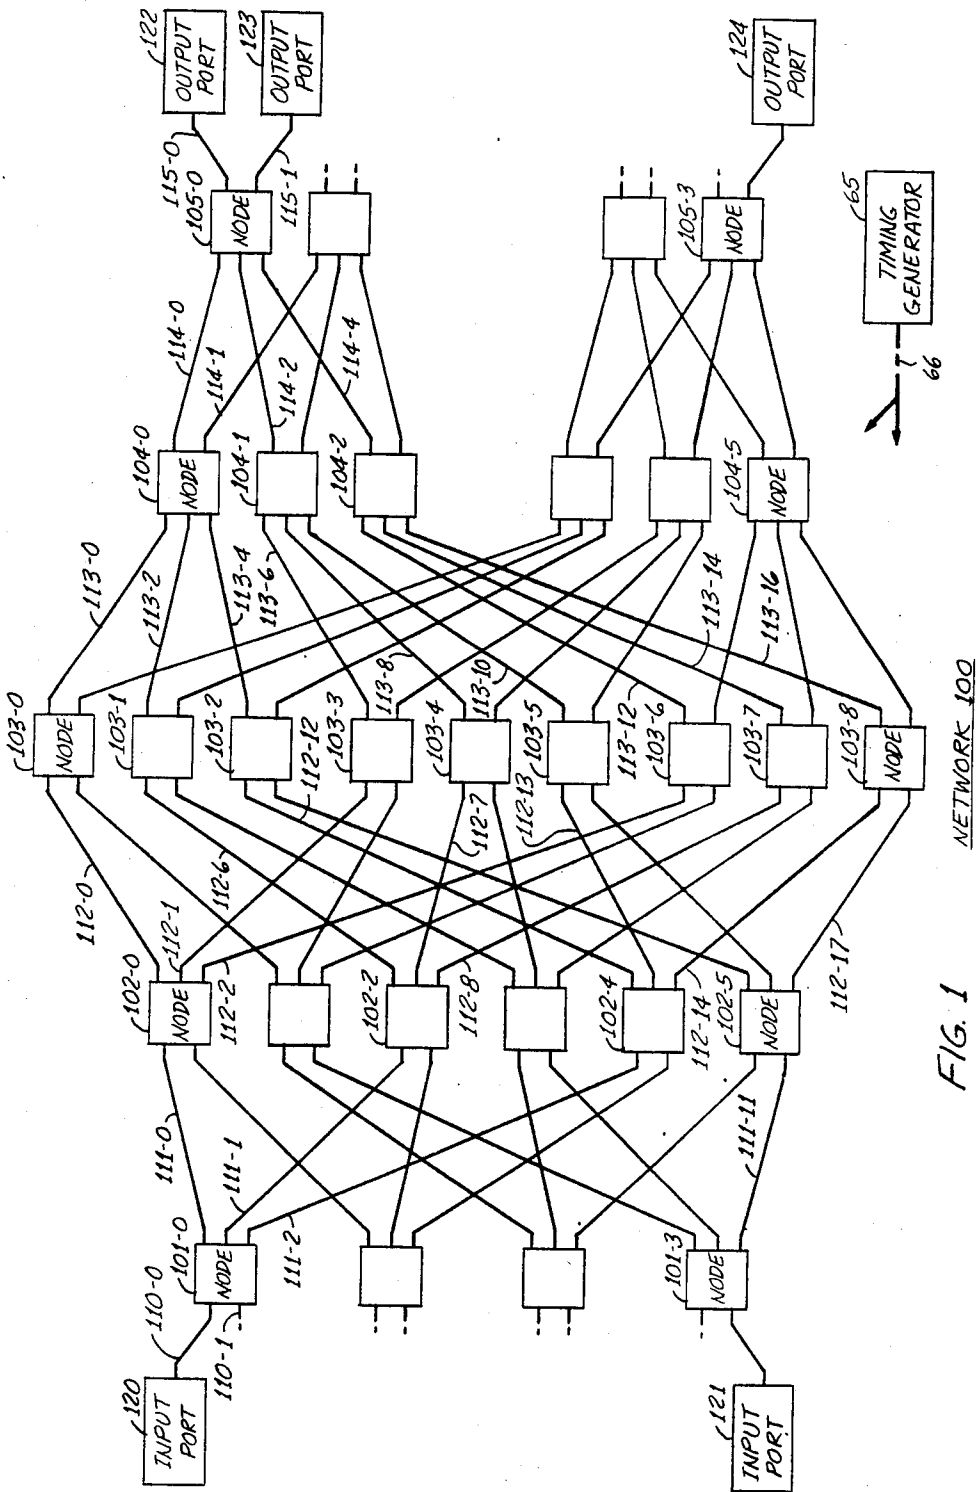 120
INPUT
PORT
121
INPUT
PORT
110-0
110-1
101-0
NODE
101-3
NODE
111-0
111-1
111-2
111-11
102-0
NODE
102-2
102-4
102-5
NODE
112-0
112-1
112-2
112-6
112-7
112-8
112-12
112-13
112-14
112-17
103-0
NODE
103-1
103-2
103-3
103-4
103-5
103-6
103-7
103-8
NODE
113-0
113-2
113-4
113-6
113-8
113-10
113-12
113-14
113-16
104-0
NODE
104-1
104-2
104-5
NODE
114-0
114-1
114-2
114-4
105-0
NODE
105-3
NODE
115-0
115-1
122
OUTPUT
PORT
123
OUTPUT
PORT
124
OUTPUT
PORT
65
TIMING
GENERATOR
66
NETWORK 100
FIG. 1